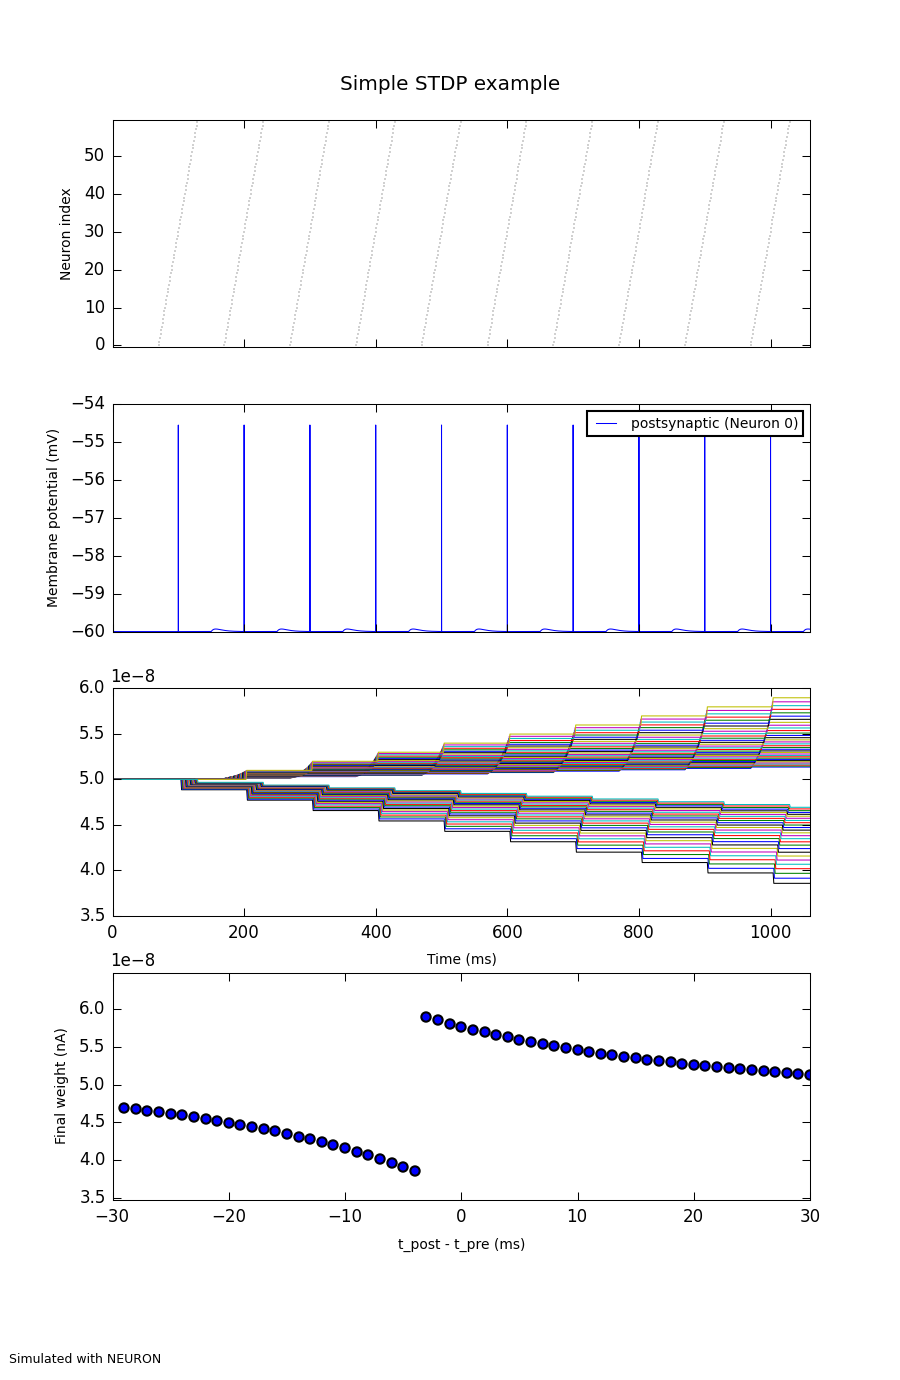 Simple STDP example
50
40
30
20
10
0
Neuron index
−54
−55
−56
−57
−58
−59
−60
Membrane potential (mV)
postsynaptic (Neuron 0)
1e−8
6.0
5.5
5.0
4.5
4.0
3.5
0 200 400 600 800 1000
Time (ms)
1e−8
6.0
5.5
5.0
4.5
4.0
3.5
Final weight (nA)
−30 −20 −10 0 10 20 30
t_post - t_pre (ms)
Simulated with NEURON